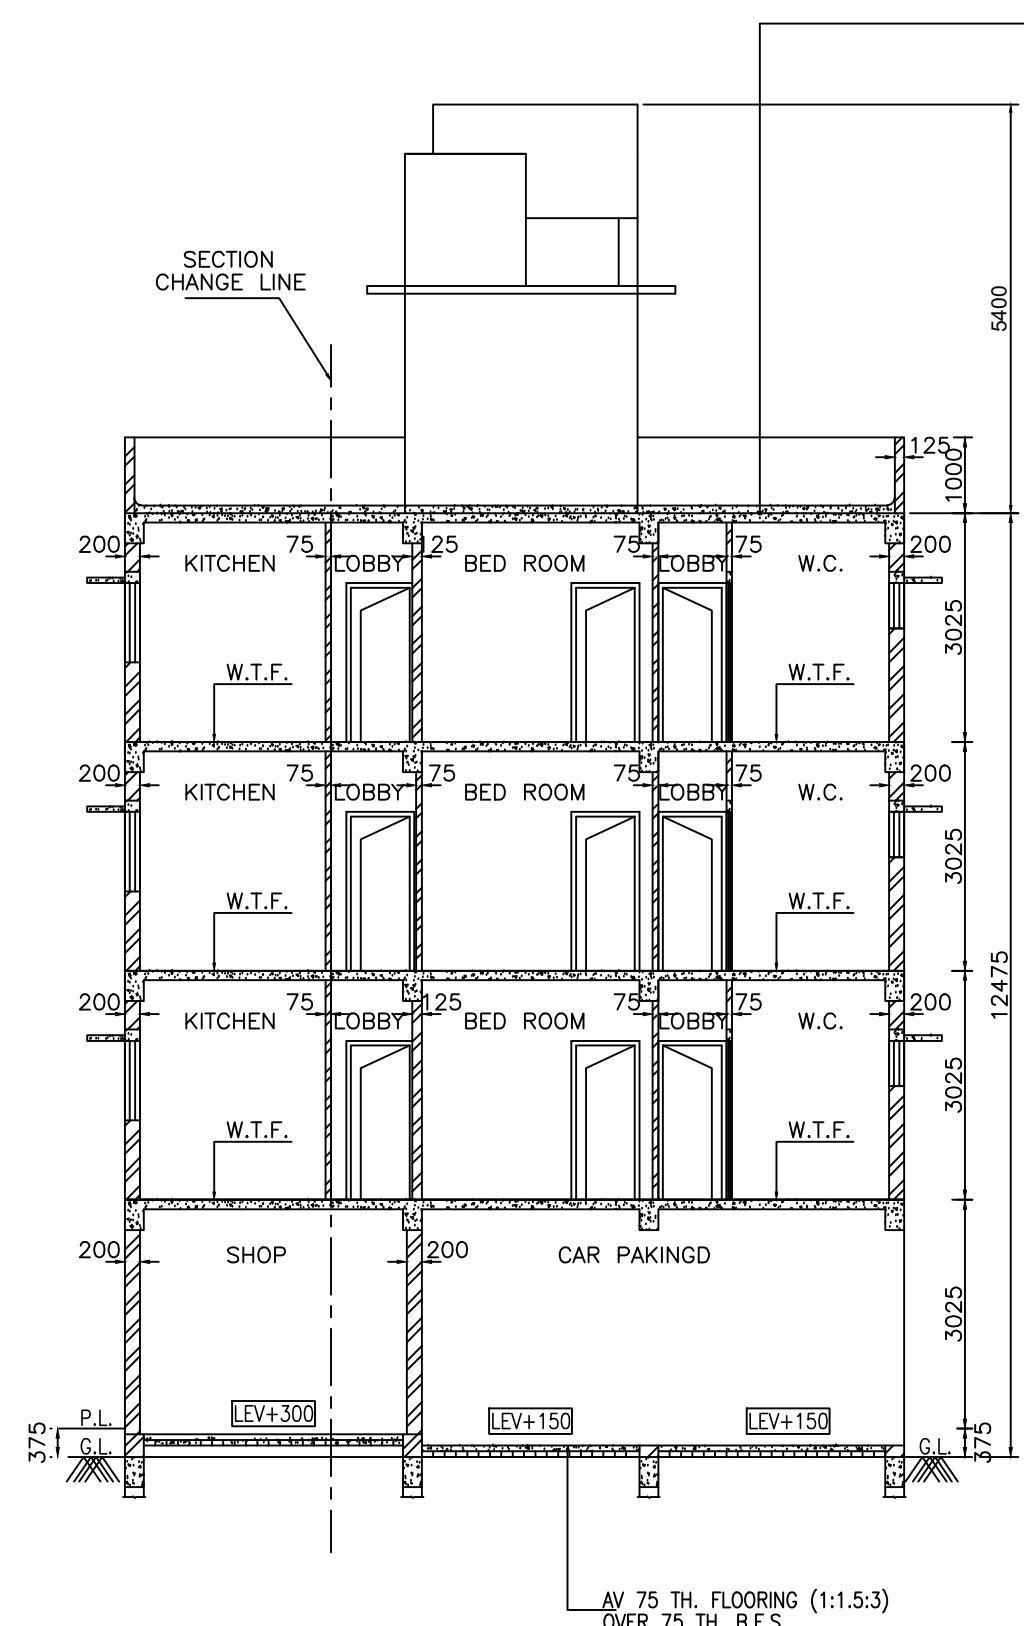 5400
SECTION
CHANGE LINE
125
1000
200
KITCHEN
75
LOBBY
125
BED ROOM
75
LOBBY
75
W.C.
200
3025
W.T.F.
W.T.F.
200
KITCHEN
75
LOBBY
75
BED ROOM
75
LOBBY
75
W.C.
200
3025
W.T.F.
W.T.F.
12475
200
KITCHEN
75
LOBBY
125
BED ROOM
75
LOBBY
75
W.C.
200
3025
W.T.F.
W.T.F.
200
SHOP
200
CAR PAKINGD
3025
P.L.
LEV+300
LEV+150
LEV+150
375
G.L.
G.L.
375
AV 75 TH. FLOORING (1:1.5:3)
OVER 75 TH. B.F.S.